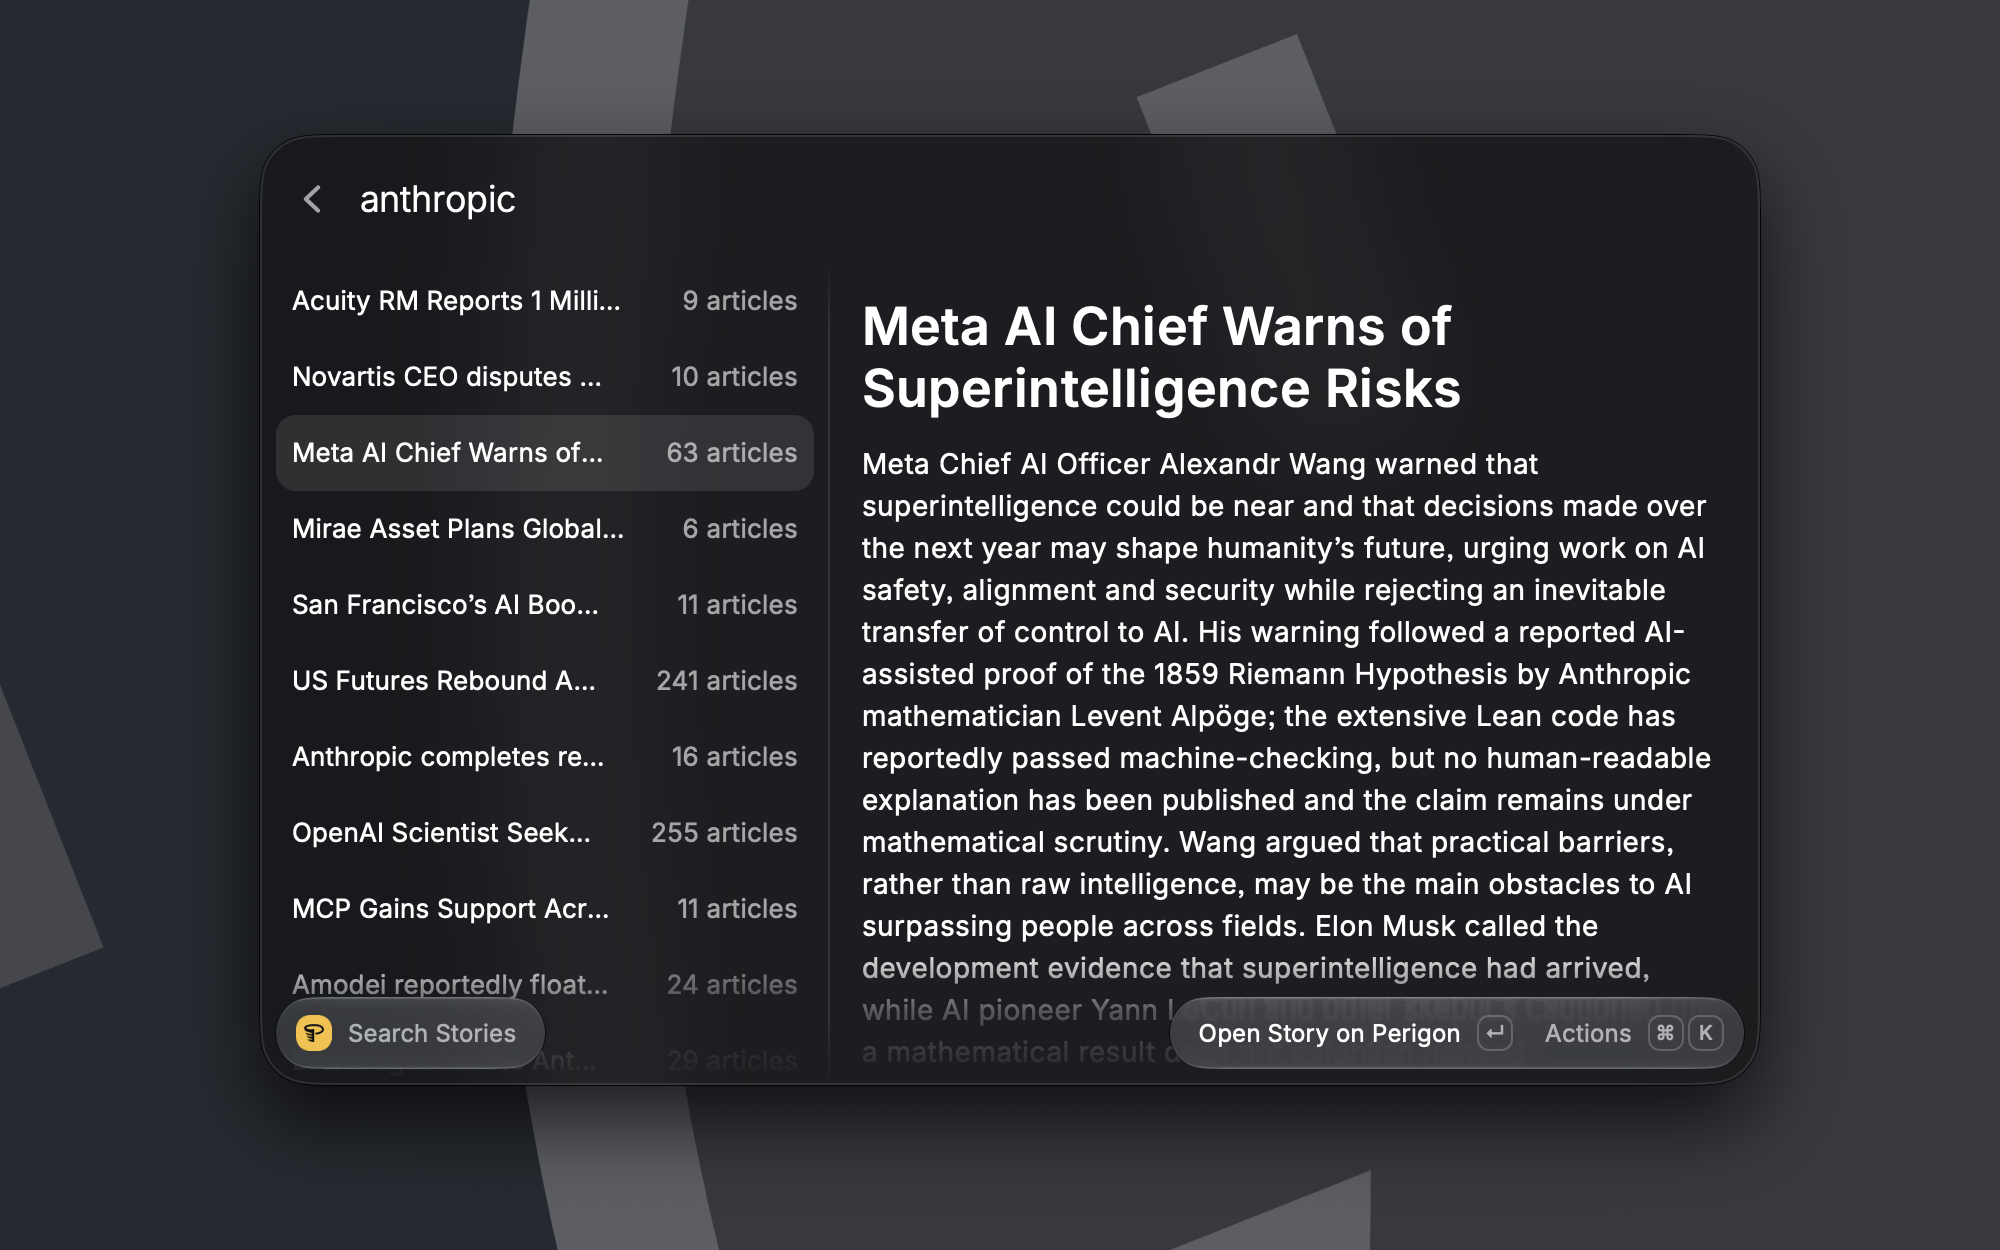 anthropic
Acuity RM Reports 1 Milli... 9 articles
Novartis CEO disputes ... 10 articles
Meta AI Chief Warns of... 63 articles
Mirae Asset Plans Global... 6 articles
San Francisco’s AI Boo... 11 articles
US Futures Rebound A... 241 articles
Anthropic completes re... 16 articles
OpenAI Scientist Seek... 255 articles
MCP Gains Support Acr... 11 articles
Amodei reportedly float... 24 articles
Ant... 29 articles
Search Stories
Meta AI Chief Warns of
Superintelligence Risks
Meta Chief AI Officer Alexandr Wang warned that
superintelligence could be near and that decisions made over
the next year may shape humanity’s future, urging work on AI
safety, alignment and security while rejecting an inevitable
transfer of control to AI. His warning followed a reported AI-
assisted proof of the 1859 Riemann Hypothesis by Anthropic
mathematician Levent Alpöge; the extensive Lean code has
reportedly passed machine-checking, but no human-readable
explanation has been published and the claim remains under
mathematical scrutiny. Wang argued that practical barriers,
rather than raw intelligence, may be the main obstacles to AI
surpassing people across fields. Elon Musk called the
development evidence that superintelligence had arrived,
while AI pioneer Yann LeCun and other skeptics
a mathematical result
Open Story on Perigon ↵ Actions ⌘ K